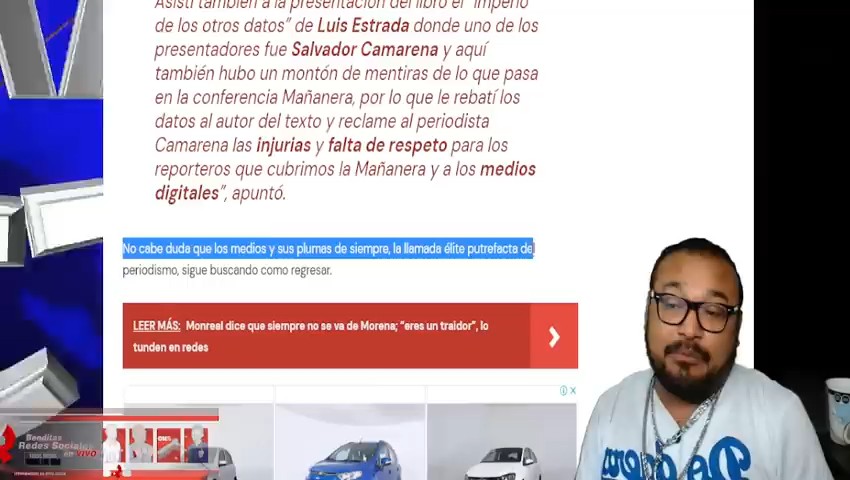 Asistí también a la presentación del libro el "Imperio
de los otros datos" de Luis Estrada donde uno de los
presentadores fue Salvador Camarena y aquí
también hubo un montón de mentiras de lo que pasa
en la conferencia Mañanera, por lo que le rebatí los
datos al autor del texto y reclame al periodista
Camarena las injurias y falta de respeto para los
reporteros que cubrimos la Mañanera y a los medios
digitales", apuntó.
No cabe duda que los medios y sus plumas de siempre, la llamada élite putrefacta del
periodismo, sigue buscando como regresar.
LEER MÁS: Monreal dice que siempre no se va de Morena; "eres un traidor", lo
tunden en redes
Benditas
Redes Sociales
en VIVO